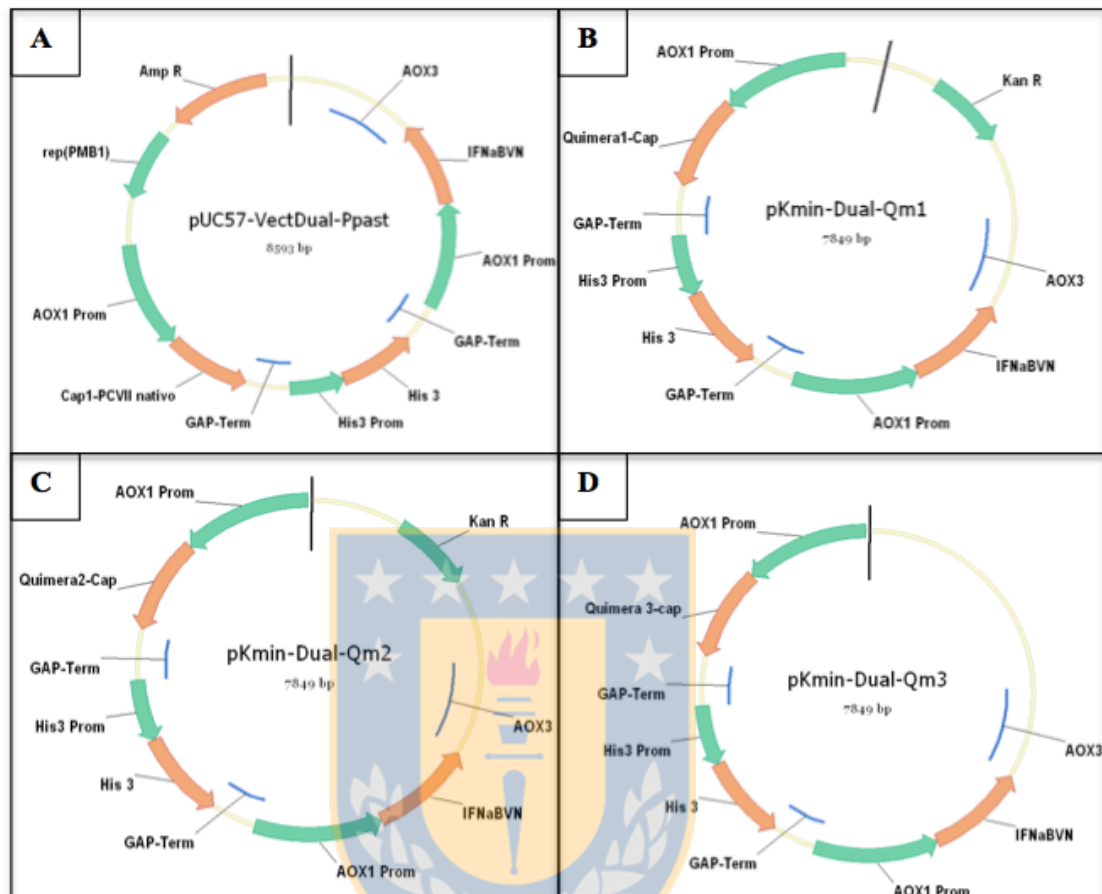 A
Amp R
AOX3
rep(PMB1)
IFNaBVN
pUC57-VectDual-Ppast
8593 bp
AOX1 Prom
AOX1 Prom
GAP-Term
Cap1-PCVII nativo
His 3
GAP-Term
His3 Prom
B
AOX1 Prom
Kan R
Quimera1-Cap
pKmin-Dual-Qm1
7849 bp
GAP-Term
His3 Prom
AOX3
His 3
IFNaBVN
GAP-Term
AOX1 Prom
C
AOX1 Prom
Kan R
Quimera2-Cap
pKmin-Dual-Qm2
7849 bp
GAP-Term
His3 Prom
AOX3
His 3
IFNaBVN
GAP-Term
AOX1 Prom
D
AOX1 Prom
Quimera 3-cap
pKmin-Dual-Qm3
7849 bp
GAP-Term
His3 Prom
AOX3
His 3
IFNaBVN
GAP-Term
AOX1 Prom